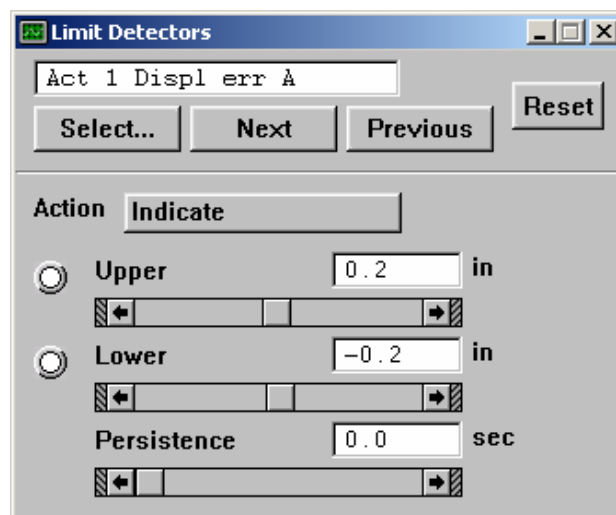 Limit Detectors
Act 1 Displ err A
Reset
Select... Next Previous
Action Indicate
Upper 0.2 in
Lower -0.2 in
Persistence 0.0 sec